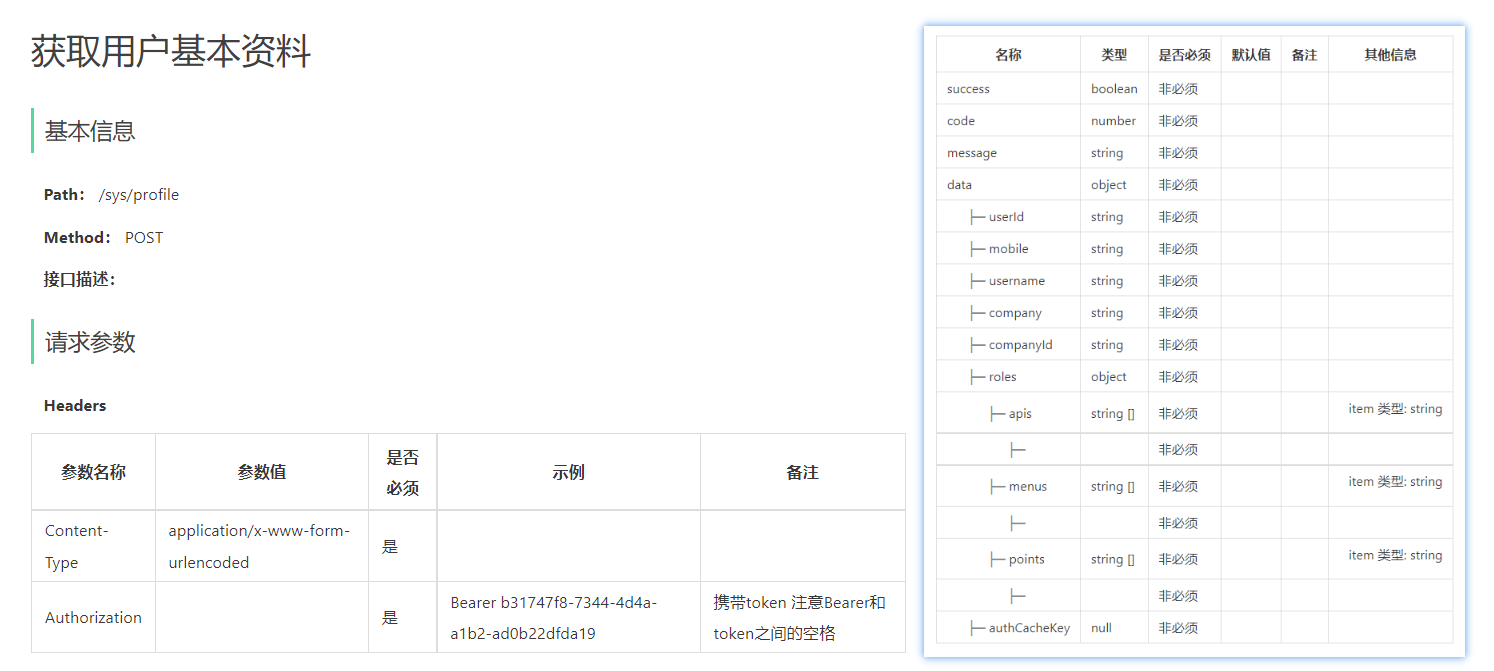 获取用户基本资料
基本信息
Path： /sys/profile
Method： POST
接口描述：
请求参数
Headers
参数名称 参数值 是否必须 示例 备注
Content-Type application/x-www-form-urlencoded 是
Authorization 是 Bearer b31747f8-7344-4d4a-a1b2-ad0b22dfda19 携带token 注意Bearer和token之间的空格
名称 类型 是否必须 默认值 备注 其他信息
success boolean 非必须
code number 非必须
message string 非必须
data object 非必须
├─ userId string 非必须
├─ mobile string 非必须
├─ username string 非必须
├─ company string 非必须
├─ companyId string 非必须
├─ roles object 非必须
├─ apis string [] 非必须 item 类型: string
├─ 非必须
├─ menus string [] 非必须 item 类型: string
├─ 非必须
├─ points string [] 非必须 item 类型: string
├─ 非必须
├─ authCacheKey null 非必须